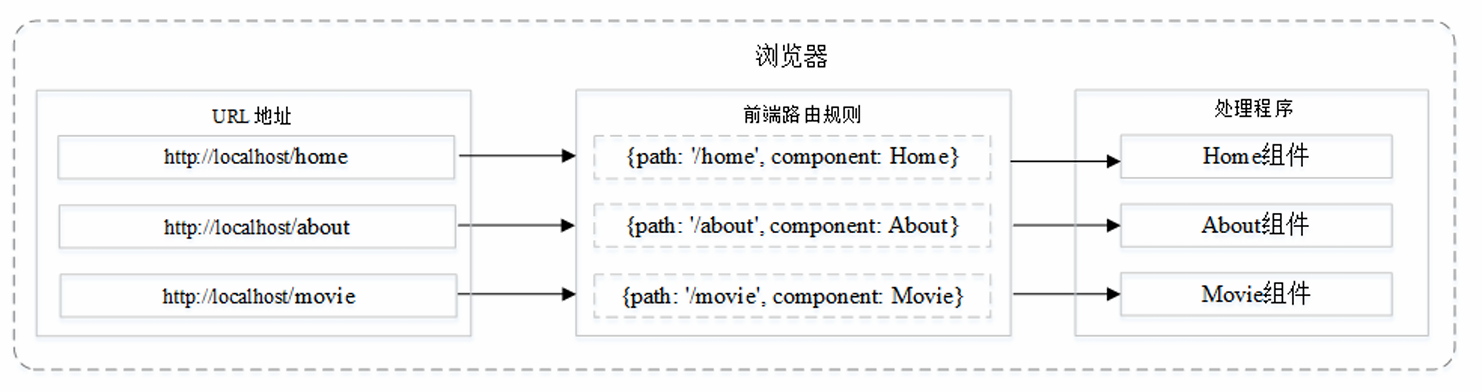 浏览器
URL 地址
http://localhost/home
http://localhost/about
http://localhost/movie
前端路由规则
{path: '/home', component: Home}
{path: '/about', component: About}
{path: '/movie', component: Movie}
处理程序
Home组件
About组件
Movie组件